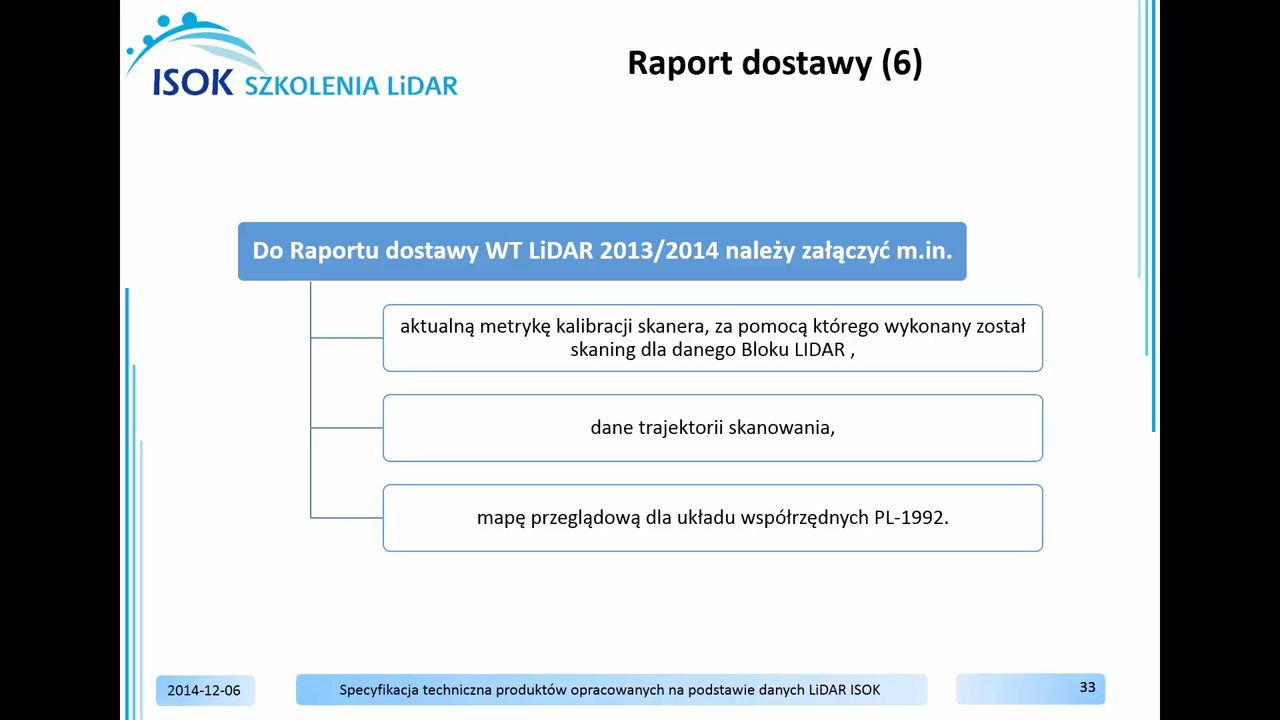 ISOK SZKOLENIA LiDAR
Raport dostawy (6)
Do Raportu dostawy WT LiDAR 2013/2014 należy załączyć m.in.
aktualną metrykę kalibracji skanera, za pomocą którego wykonany został
skaning dla danego Bloku LIDAR ,
dane trajektorii skanowania,
mapę przeglądową dla układu współrzędnych PL-1992.
2014-12-06
Specyfikacja techniczna produktów opracowanych na podstawie danych LiDAR ISOK
33